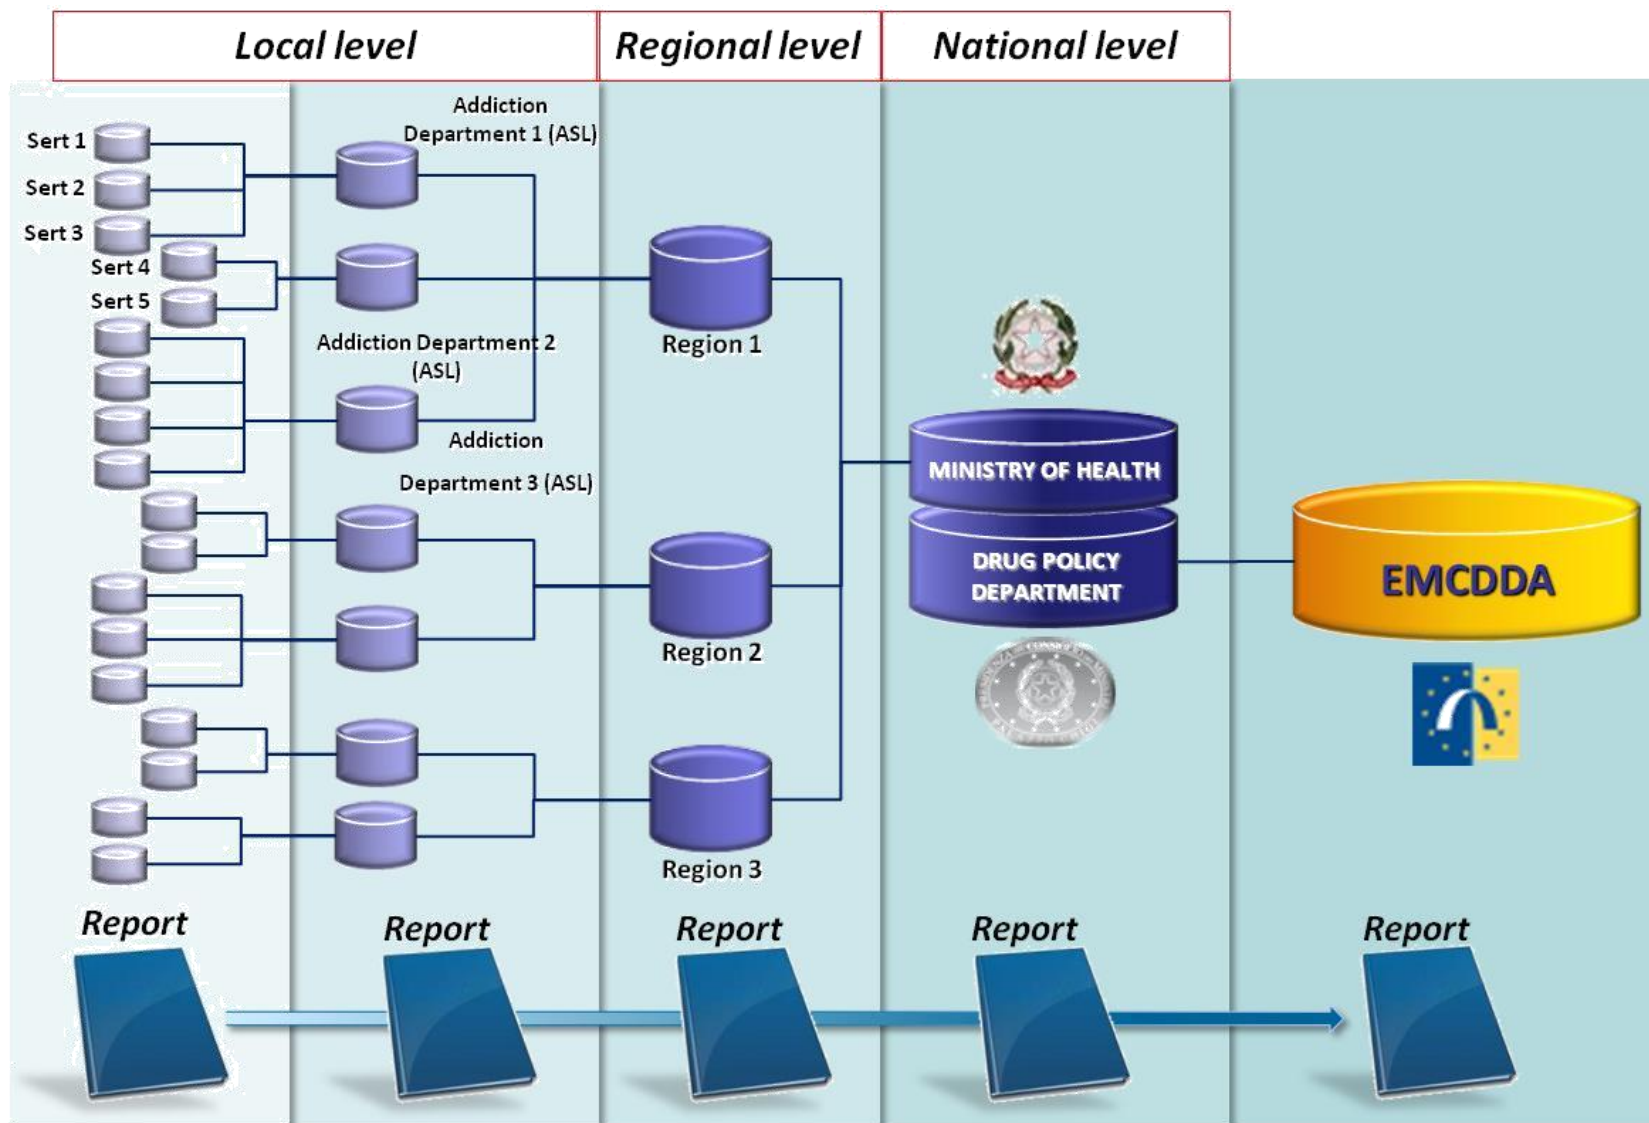 Local level
Regional level
National level
Addiction
Department 1 (ASL)
Sert 1
Sert 2
Sert 3
Sert 4
Sert 5
Addiction Department 2
(ASL)
Addiction
Department 3 (ASL)
Region 1
Region 2
Region 3
MINISTRY OF HEALTH
DRUG POLICY
DEPARTMENT
EMCDDA
Report
Report
Report
Report
Report